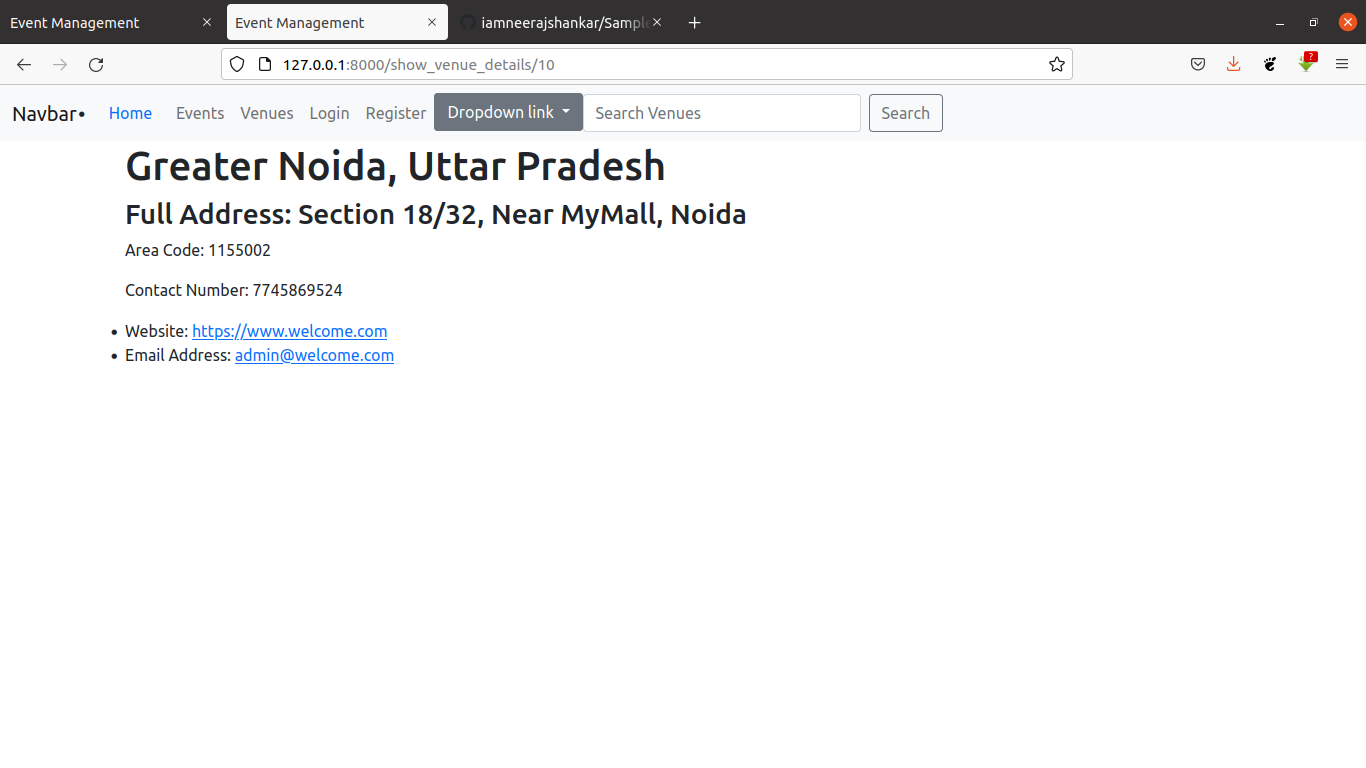 Event Management
Event Management
iamneerajshankar/Sampl
127.0.0.1:8000/show_venue_details/10
?
Navbar• Home Events Venues Login Register Dropdown link Search Venues Search
Greater Noida, Uttar Pradesh
Full Address: Section 18/32, Near MyMall, Noida
Area Code: 1155002
Contact Number: 7745869524
• Website: https://www.welcome.com
• Email Address: admin@welcome.com